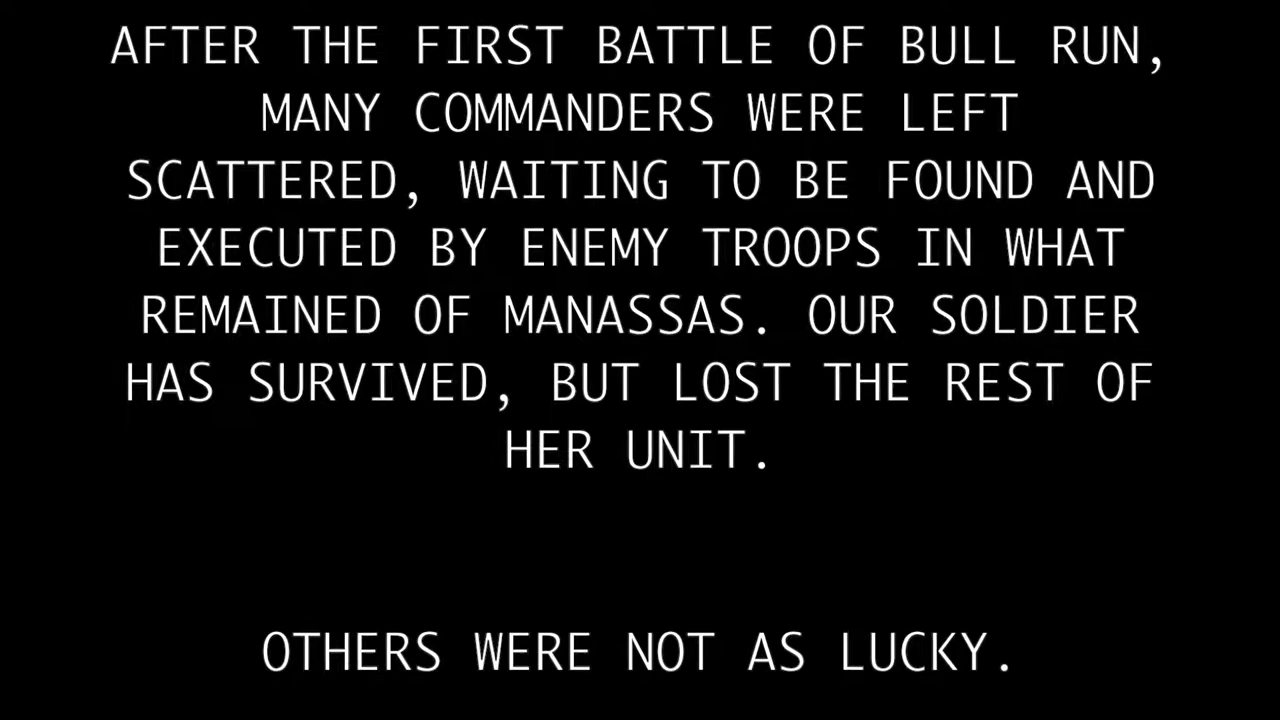 AFTER THE FIRST BATTLE OF BULL RUN,
MANY COMMANDERS WERE LEFT
SCATTERED, WAITING TO BE FOUND AND
EXECUTED BY ENEMY TROOPS IN WHAT
REMAINED OF MANASSAS. OUR SOLDIER
HAS SURVIVED, BUT LOST THE REST OF
HER UNIT.
OTHERS WERE NOT AS LUCKY.